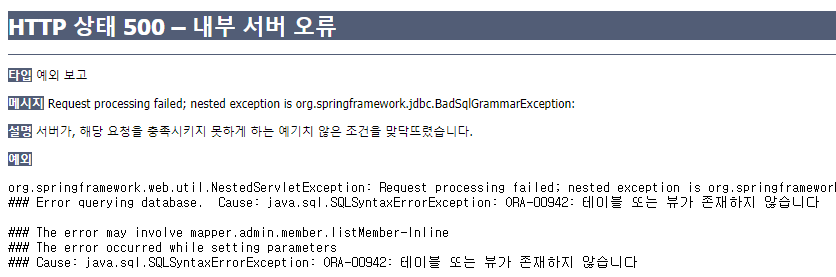 HTTP 상태 500 – 내부 서버 오류
타입 예외 보고
메시지 Request processing failed; nested exception is org.springframework.jdbc.BadSqlGrammarException:
설명 서버가, 해당 요청을 충족시키지 못하게 하는 예기치 않은 조건을 맞닥뜨렸습니다.
예외
org.springframework.web.util.NestedServletException: Request processing failed; nested exception is org.springframework
### Error querying database.  Cause: java.sql.SQLSyntaxErrorException: ORA-00942: 테이블 또는 뷰가 존재하지 않습니다
### The error may involve mapper.admin.member.listMember-Inline
### The error occurred while setting parameters
### Cause: java.sql.SQLSyntaxErrorException: ORA-00942: 테이블 또는 뷰가 존재하지 않습니다